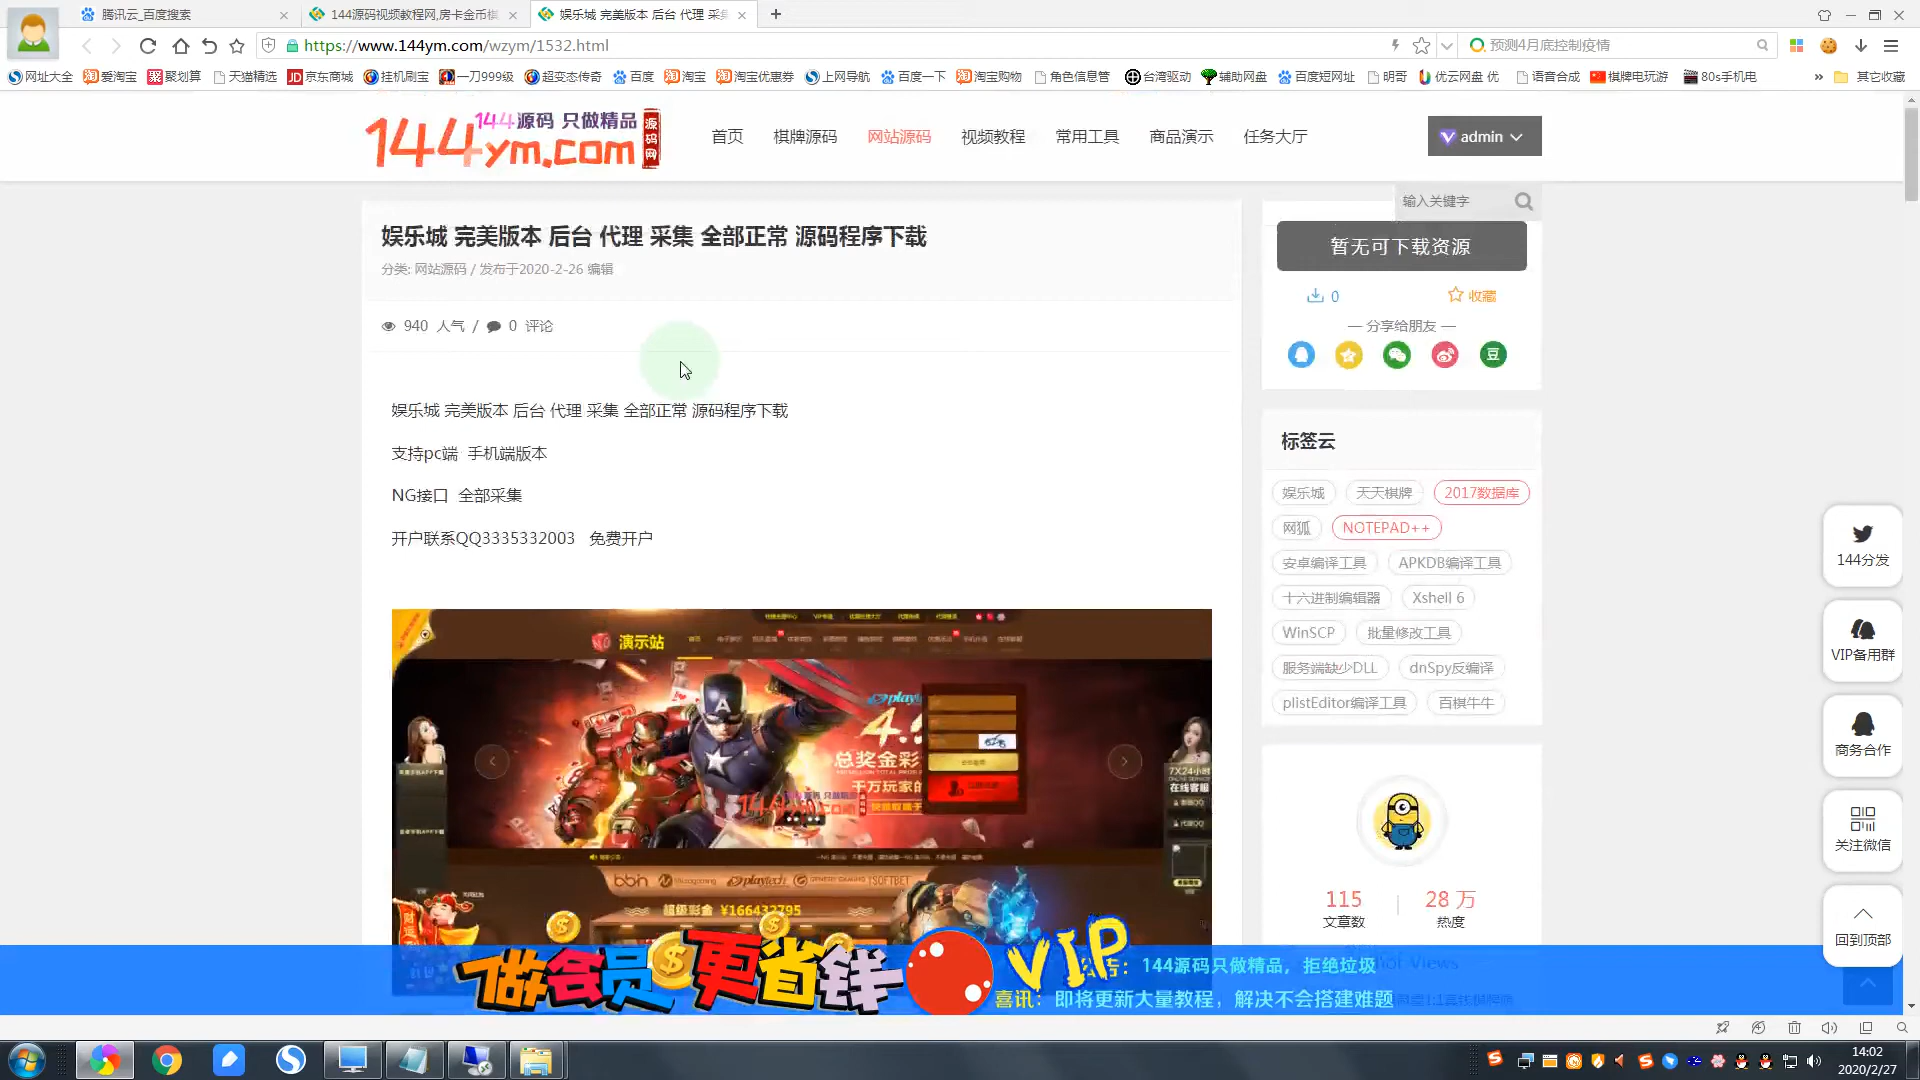 腾讯云_百度搜索
144源码视频教程网,房卡金币棋
娱乐城 完美版本 后台 代理 采集
https://www.144ym.com/wzym/1532.html
预测4月底控制疫情
网址大全 爱淘宝 聚划算 天猫精选 京东商城 挂机刷宝 一刀999级 超变态传奇 百度 淘宝 淘宝优惠券 上网导航 百度一下 淘宝购物 角色信息管 台湾驱动 辅助网盘 百度短网址 明哥 优云网盘 优 语音合成 棋牌电玩游 80s手机电 » 其它收藏
144源码 只做精品
144ym.com
源码网
首页 棋牌源码 网站源码 视频教程 常用工具 商品演示 任务大厅
admin
输入关键字
娱乐城 完美版本 后台 代理 采集 全部正常 源码程序下载
分类: 网站源码 / 发布于2020-2-26 编辑
940 人气 / 0 评论
娱乐城 完美版本 后台 代理 采集 全部正常 源码程序下载
支持pc端 手机端版本
NG接口 全部采集
开户联系QQ3335332003 免费开户
演示站
总奖金彩
千万玩家的
7X24小时
在线客服
bbin
playtech
超级彩金 ¥166432795
暂无可下载资源
0
收藏
— 分享给朋友 —
豆
标签云
娱乐城 天天棋牌 2017数据库
网狐 NOTEPAD++
安卓编译工具 APKDB编译工具
十六进制编辑器 Xshell 6
WinSCP 批量修改工具
服务端缺少DLL dnSpy反编译
plistEditor编译工具 百棋牛牛
115 28 万
文章数 热度
144分发
VIP备用群
商务合作
关注微信
回到顶部
做会员更省钱
VIP
公告：144源码只做精品，拒绝垃圾
喜讯：即将更新大量教程，解决不会搭建难题
14:02
2020/2/27